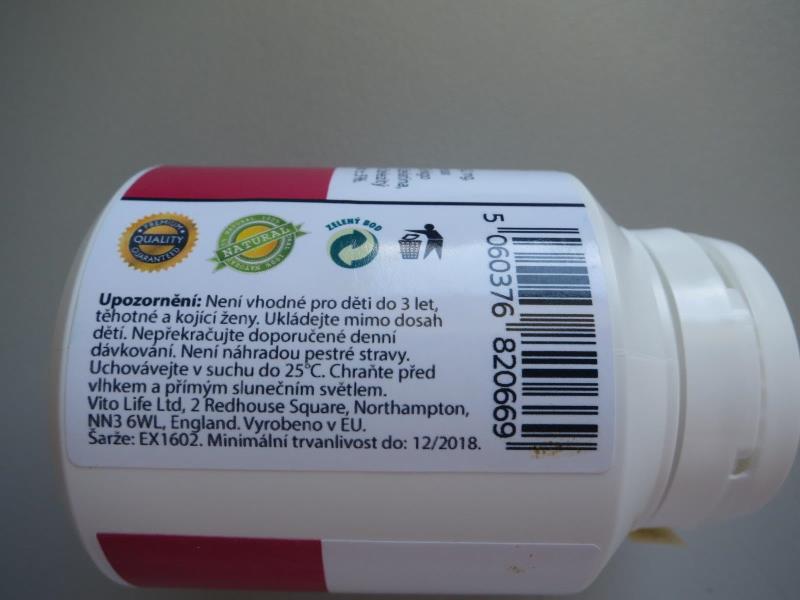 PREMIUM
QUALITY
GUARANTEED
NATURAL
ZELENÝ BOD
Upozornění: Není vhodné pro děti do 3 let,
těhotné a kojící ženy. Ukládejte mimo dosah
dětí. Nepřekračujte doporučené denní
dávkování. Není náhradou pestré stravy.
Uchovávejte v suchu do 25°C. Chraňte před
vlhkem a přímým slunečním světlem.
Vito Life Ltd, 2 Redhouse Square, Northampton,
NN3 6WL, England. Vyrobeno v EU.
Šarže: EX1602. Minimální trvanlivost do: 12/2018.
5 060376 820669